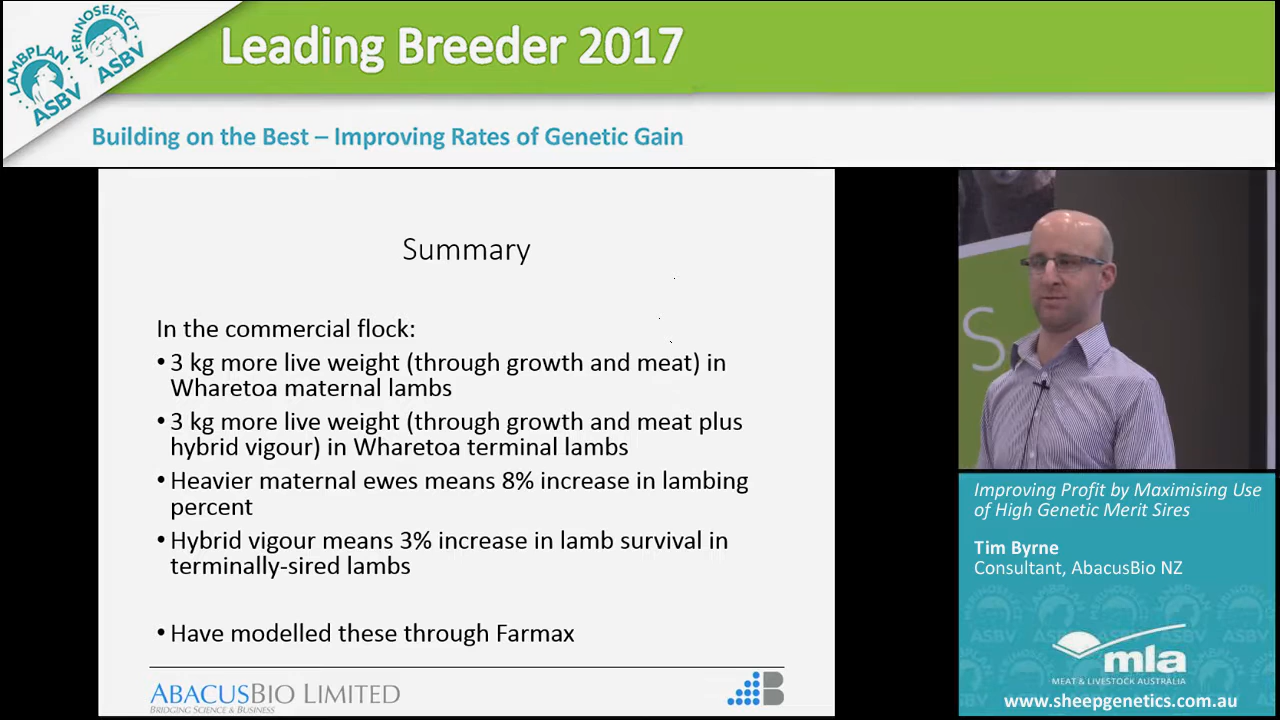 LAMBPLAN
ASBV
MERINOSELECT
ASBV
Leading Breeder 2017
Building on the Best – Improving Rates of Genetic Gain
Summary
In the commercial flock:
• 3 kg more live weight (through growth and meat) in
Wharetoa maternal lambs
• 3 kg more live weight (through growth and meat plus
hybrid vigour) in Wharetoa terminal lambs
• Heavier maternal ewes means 8% increase in lambing
percent
• Hybrid vigour means 3% increase in lamb survival in
terminally-sired lambs
• Have modelled these through Farmax
ABACUSBIO LIMITED
BRIDGING SCIENCE & BUSINESS
B
S
Improving Profit by Maximising Use
of High Genetic Merit Sires
Tim Byrne
Consultant, AbacusBio NZ
ASBV
ASBV
mla
MEAT & LIVESTOCK AUSTRALIA
www.sheepgenetics.com.au